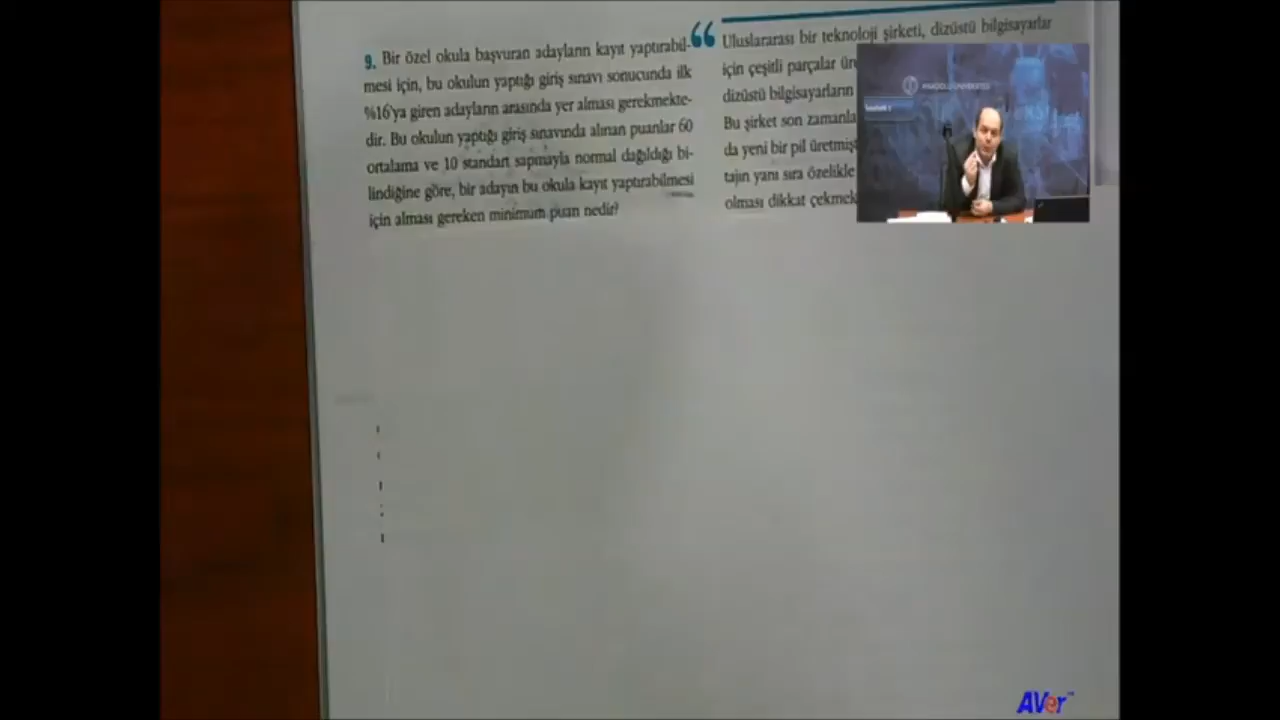 9. Bir özel okula başvuran adayların kayıt yaptırabil-
mesi için, bu okulun yaptığı giriş sınavı sonucunda ilk
%16'ya giren adayların arasında yer alması gerekmekte-
dir. Bu okulun yaptığı giriş sınavında alınan puanlar 60
ortalama ve 10 standart sapmayla normal dağıldığı bi-
lindiğine göre, bir adayın bu okula kayıt yaptırabilmesi
için alması gereken minimum puan nedir?
Uluslararası bir teknoloji şirketi, dizüstü bilgisayarlar
için çeşitli parçalar
dizüstü bilgisayarların
Bu şirket son
da yeni bir pil
tajın yanı sıra özelikle
olması dikkat
ANADOLU ÜNİVERSİTESİ
AVer